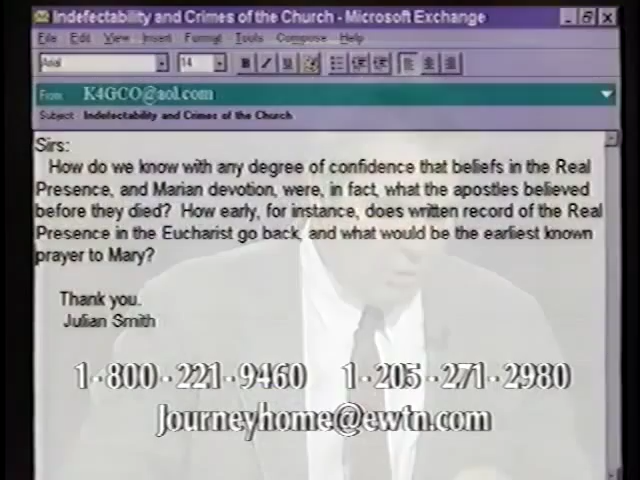 Indefectability and Crimes of the Church - Microsoft Exchange
File Edit View Insert Format Tools Compose Help
Arial 14 B I U
From: K4GCO@aol.com
Subject: Indefectability and Crimes of the Church
Sirs:
How do we know with any degree of confidence that beliefs in the Real
Presence, and Marian devotion, were, in fact, what the apostles believed
before they died? How early, for instance, does written record of the Real
Presence in the Eucharist go back, and what would be the earliest known
prayer to Mary?
Thank you.
Julian Smith
1-800-221-9460 1-205-271-2980
Journeyhome@ewtn.com